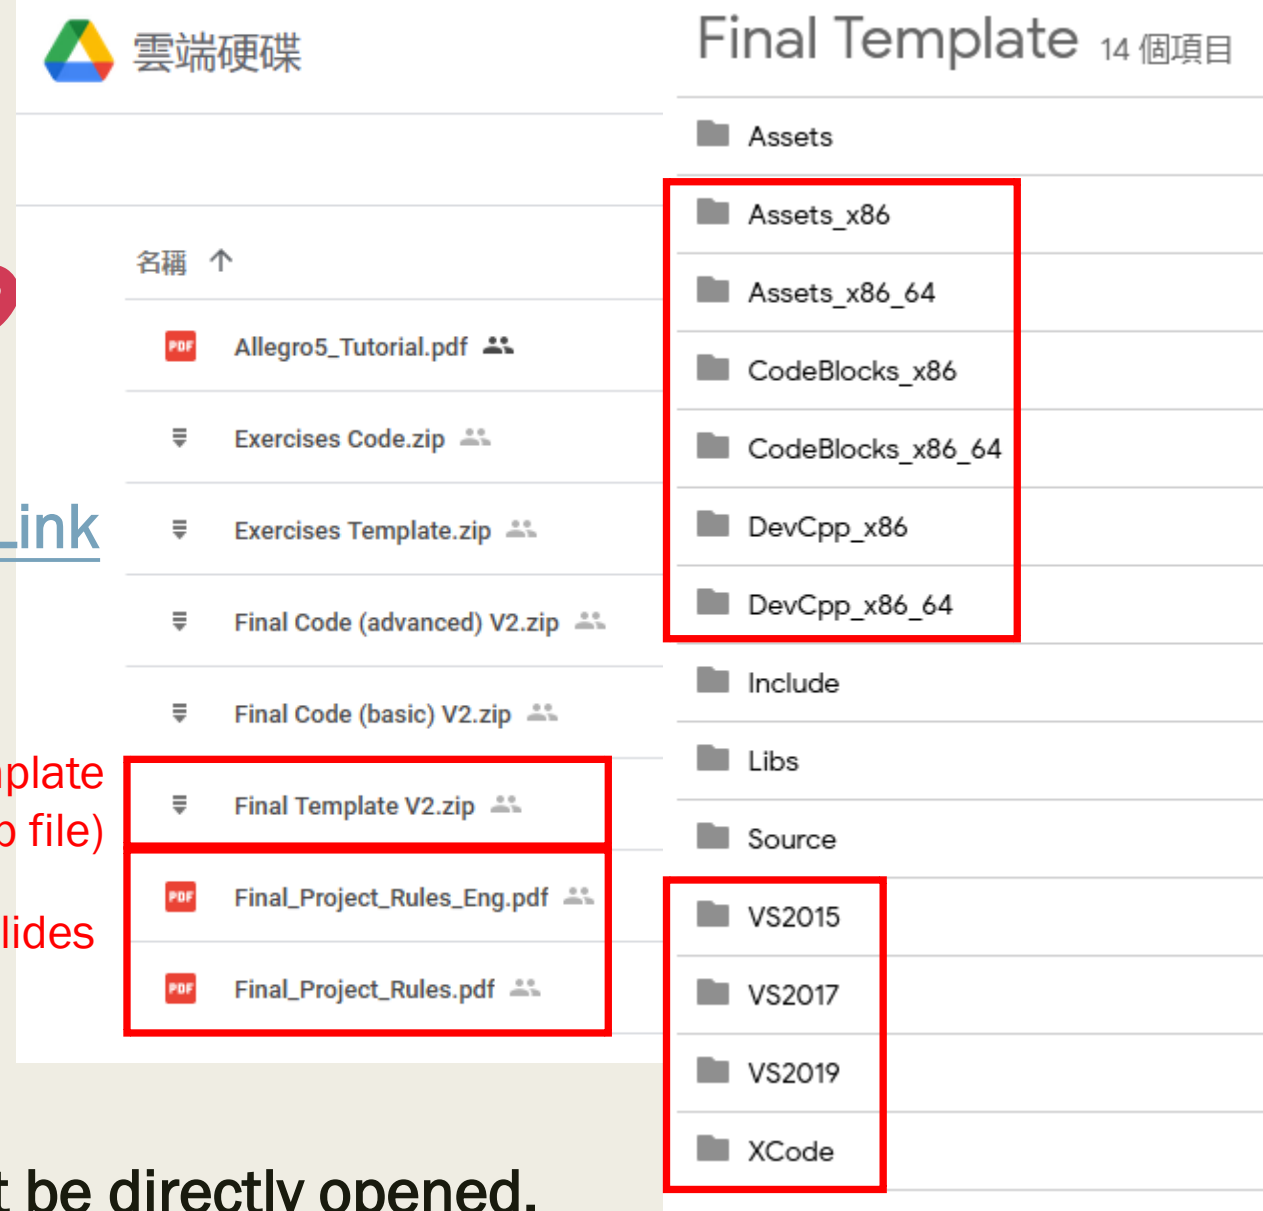 雲端硬碟
名稱
Allegro5_Tutorial.pdf
Exercises Code.zip
Link
Exercises Template.zip
Final Code (advanced) V2.zip
Final Code (basic) V2.zip
Final Template V2.zip
file)
PDF
Final_Project_Rules_Eng.pdf
PDF
Final_Project_Rules.pdf
PDF
be directly opened.
Final Template 14 個項目
Assets
Assets_x86
Assets_x86_64
CodeBlocks_x86
CodeBlocks_x86_64
DevCpp_x86
DevCpp_x86_64
Include
Libs
Source
VS2015
VS2017
VS2019
XCode